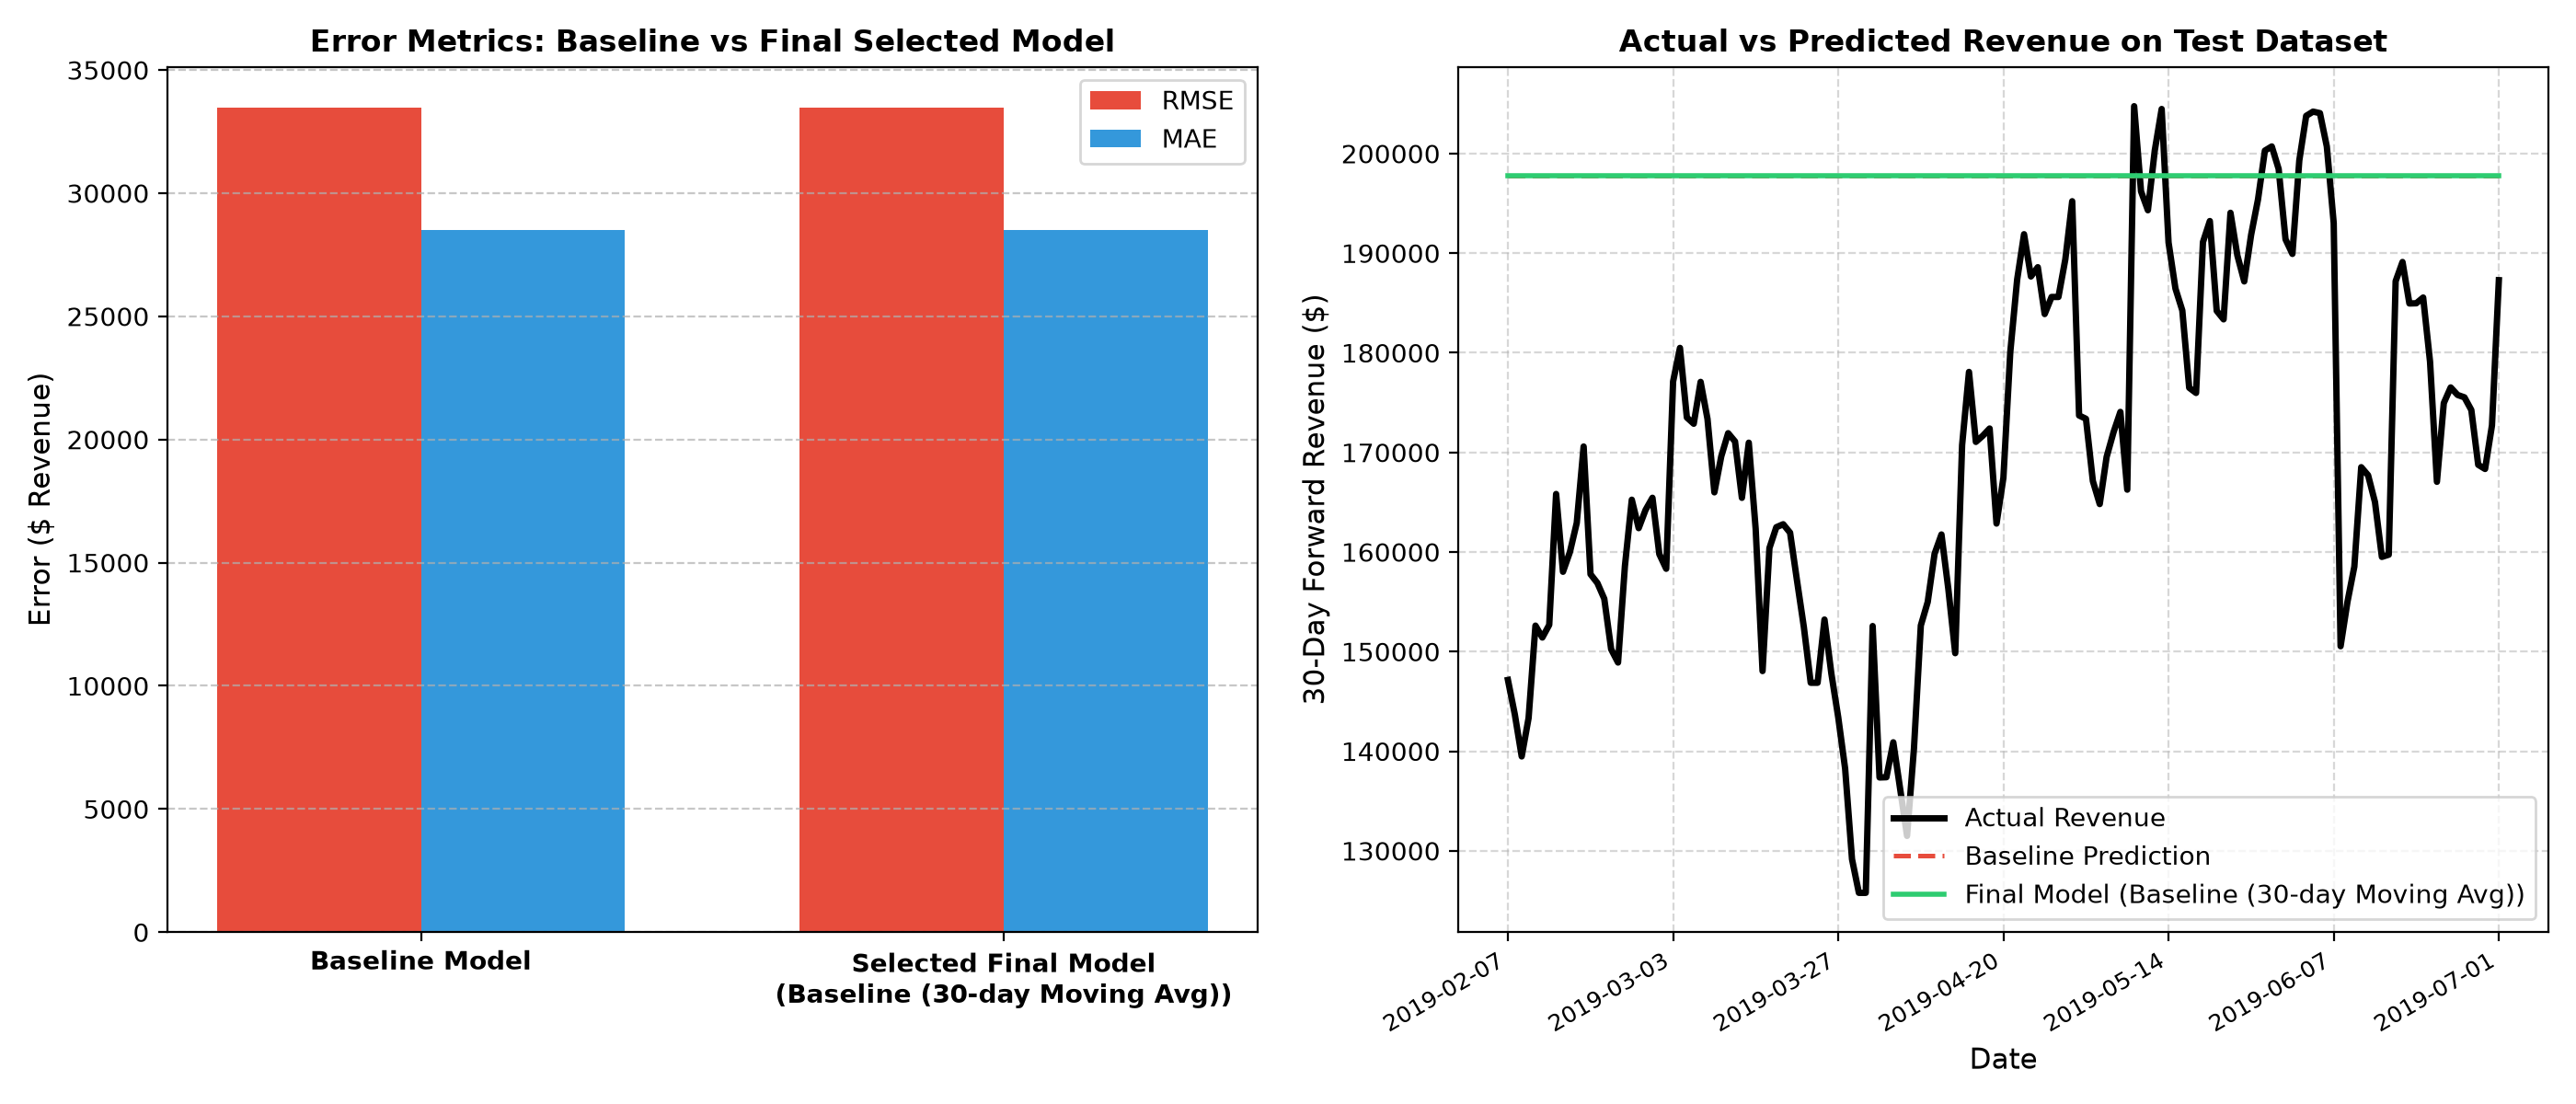 Error Metrics: Baseline vs Final Selected Model
35000
30000
25000
20000
15000
10000
5000
0
Error ($ Revenue)
RMSE
MAE
Baseline Model
Selected Final Model
(Baseline (30-day Moving Avg))
Actual vs Predicted Revenue on Test Dataset
200000
190000
180000
170000
160000
150000
140000
130000
30-Day Forward Revenue ($)
Actual Revenue
Baseline Prediction
Final Model (Baseline (30-day Moving Avg))
2019-02-07
2019-03-03
2019-03-27
2019-04-20
2019-05-14
2019-06-07
2019-07-01
Date